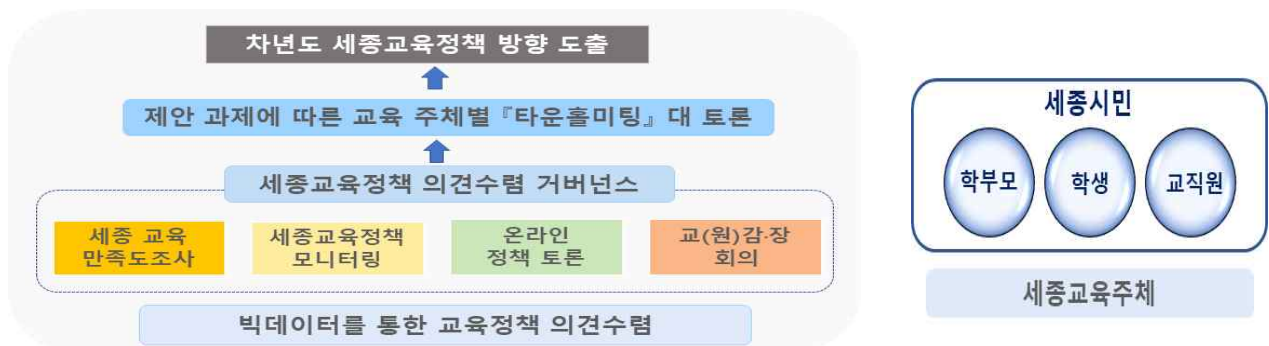 차년도 세종교육정책 방향 도출
제안 과제에 따른 교육 주체별 『타운홀미팅』 대 토론
세종교육정책 의견수렴 거버넌스
세종 교육
만족도조사
세종교육정책
모니터링
온라인
정책 토론
교(원)감·장
회의
빅데이터를 통한 교육정책 의견수렴
세종시민
학부모
학생
교직원
세종교육주체